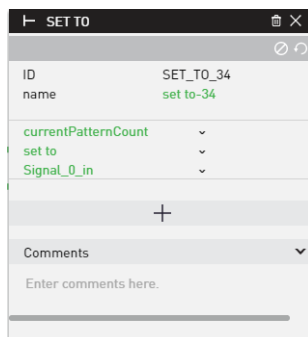 SET TO
ID SET_TO_34
name set to-34
currentPatternCount
set to
Signal_0_in
Comments
Enter comments here.